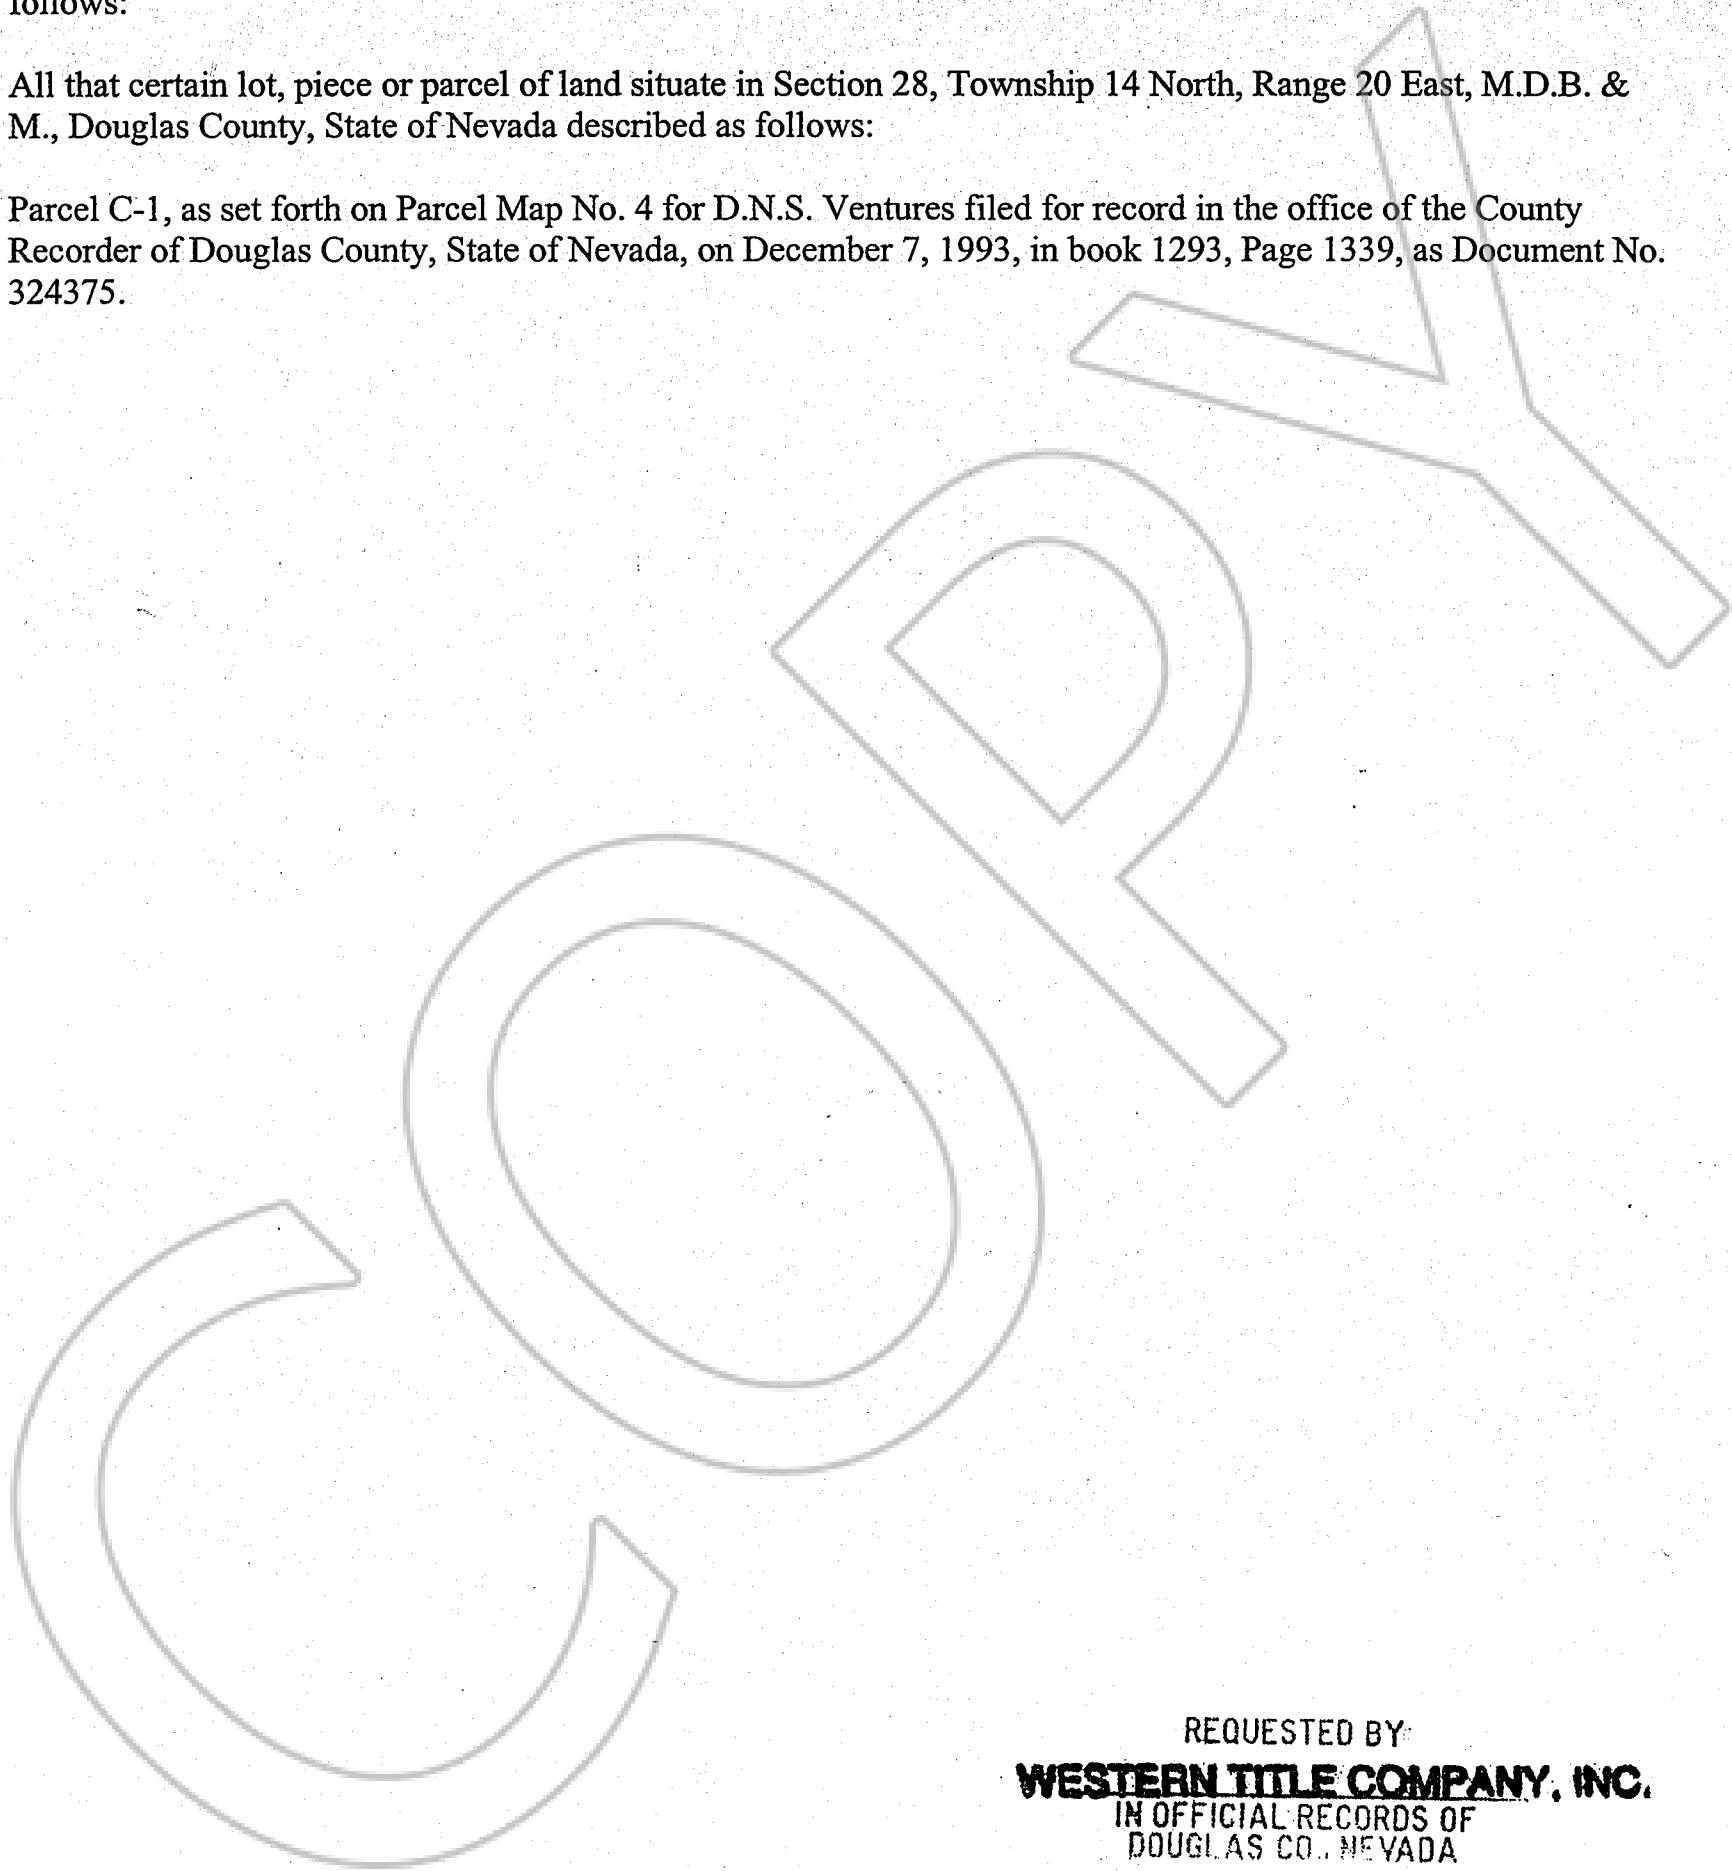 follows:
All that certain lot, piece or parcel of land situate in Section 28, Township 14 North, Range 20 East, M.D.B. &
M., Douglas County, State of Nevada described as follows:
Parcel C-1, as set forth on Parcel Map No. 4 for D.N.S. Ventures filed for record in the office of the County
Recorder of Douglas County, State of Nevada, on December 7, 1993, in book 1293, Page 1339, as Document No.
324375.
COPY
REQUESTED BY
WESTERN TITLE COMPANY, INC.
IN OFFICIAL RECORDS OF
DOUGLAS CO., NEVADA